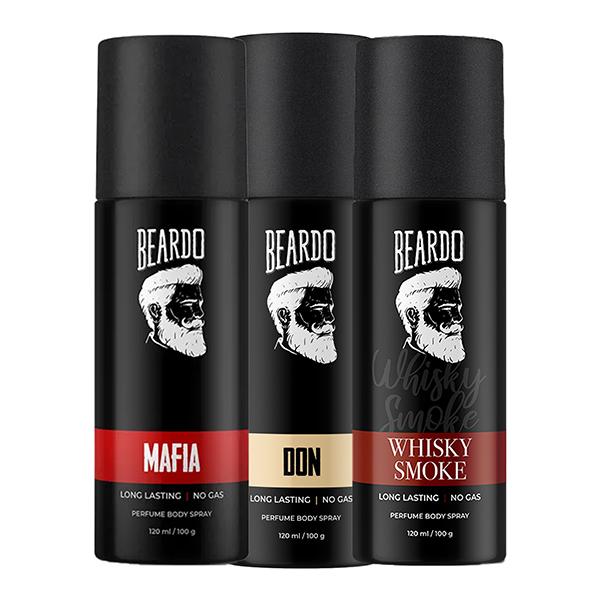 BEARDO
MAFIA
LONG LASTING | NO GAS
PERFUME BODY SPRAY
120 ml / 100 g
BEARDO
DON
LONG LASTING | NO GAS
PERFUME BODY SPRAY
120 ml / 100 g
BEARDO
Whisky
Smoke
WHISKY
SMOKE
LONG LASTING | NO GAS
PERFUME BODY SPRAY
120 ml / 100 g